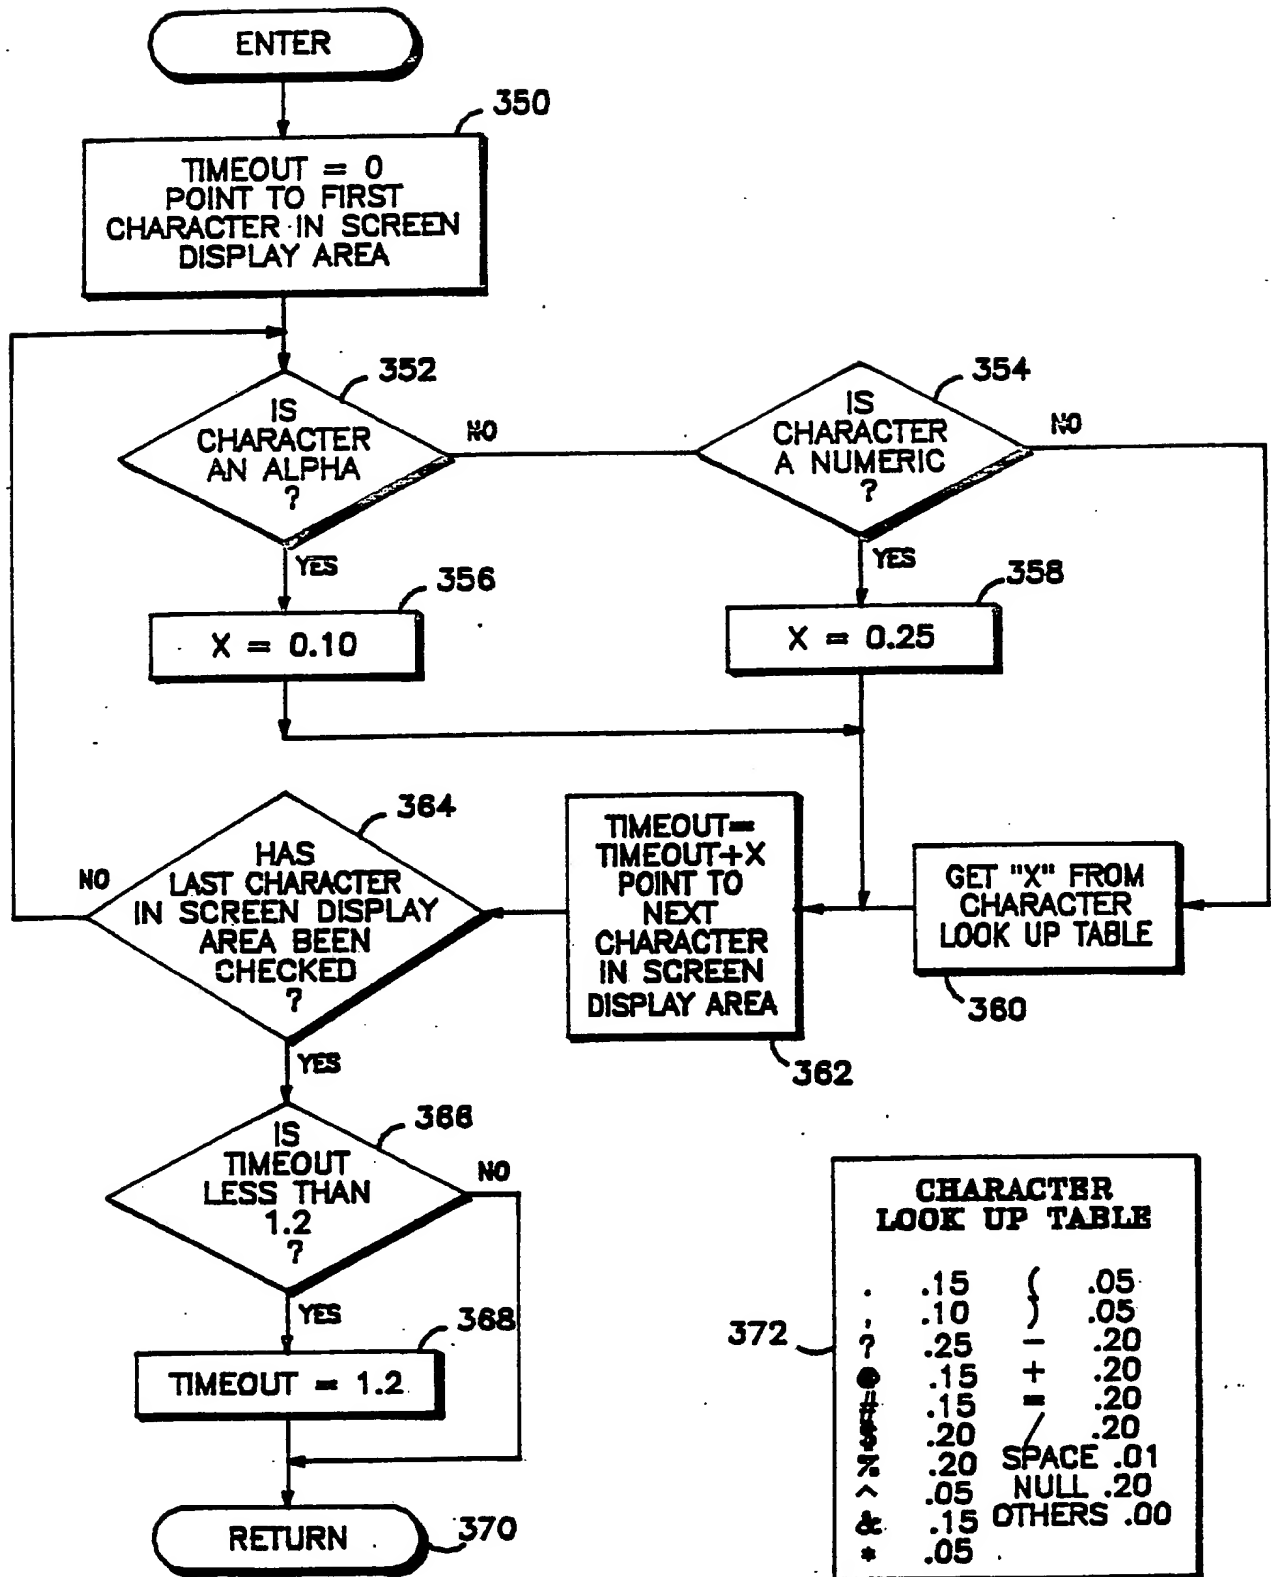 ENTER
350
TIMEOUT = 0
POINT TO FIRST
CHARACTER IN SCREEN
DISPLAY AREA
352
IS
CHARACTER
AN ALPHA
?
NO
YES
354
IS
CHARACTER
A NUMERIC
?
NO
YES
356
X = 0.10
358
X = 0.25
364
HAS
LAST CHARACTER
IN SCREEN DISPLAY
AREA BEEN
CHECKED
?
NO
YES
TIMEOUT=
TIMEOUT+X
POINT TO
NEXT
CHARACTER
IN SCREEN
DISPLAY AREA
362
GET "X" FROM
CHARACTER
LOOK UP TABLE
360
366
IS
TIMEOUT
LESS THAN
1.2
?
NO
YES
368
TIMEOUT = 1.2
RETURN
370
372
CHARACTER
LOOK UP TABLE
. .15 ( .05
, .10 ) .05
? .25 - .20
@ .15 + .20
# .15 = .20
$ .20 / .20
% .20 SPACE .01
^ .05 NULL .20
& .15 OTHERS .00
* .05